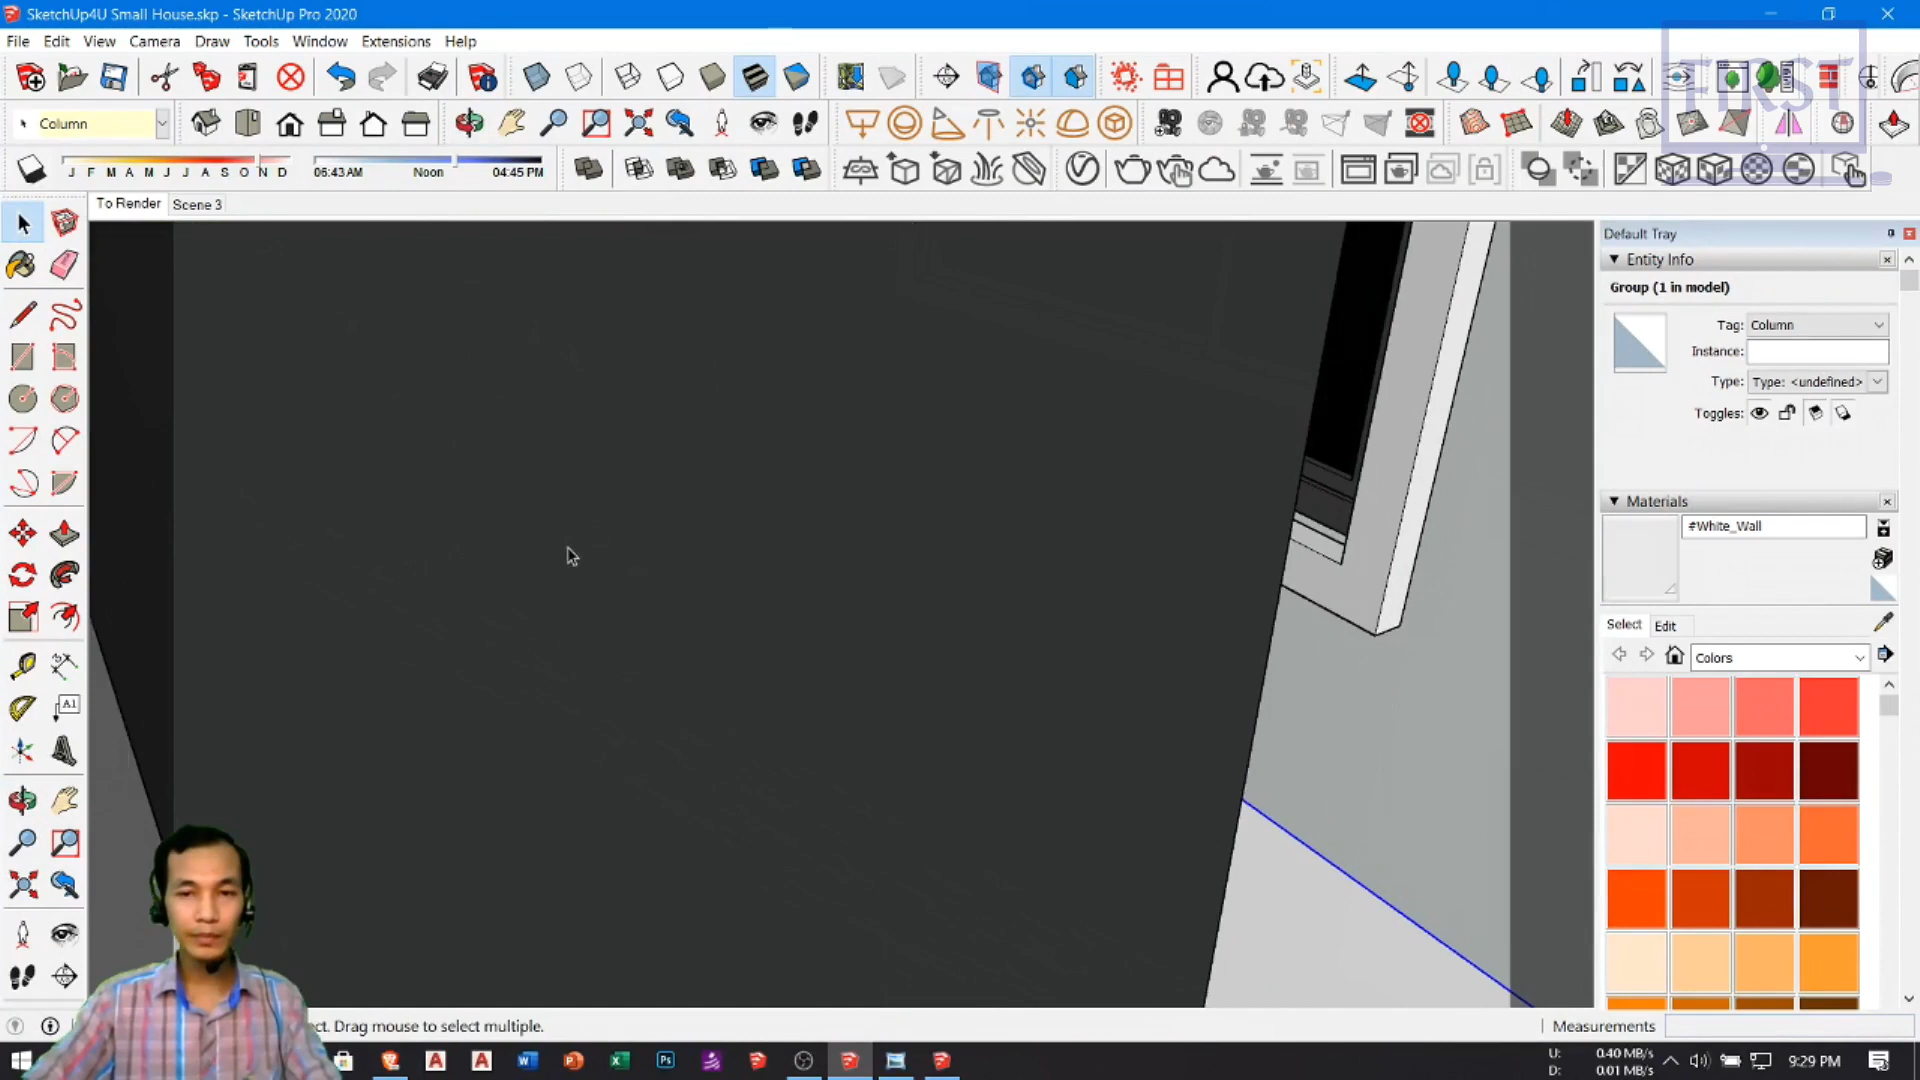 SketchUp4U Small House.skp - SketchUp Pro 2020
File Edit View Camera Draw Tools Window Extensions Help
FIRST
Column
J F M A M J J A S O N D 06:43 AM Noon 04:45 PM
To Render Scene 3
Default Tray
Entity Info
Group (1 in model)
Tag: Column
Instance:
Type: Type: <undefined>
Toggles:
Materials
#White_Wall
Select Edit
Colors
A1
ct. Drag mouse to select multiple.
Measurements
U: 0.40 MB/s
D: 0.01 MB/s
9:29 PM